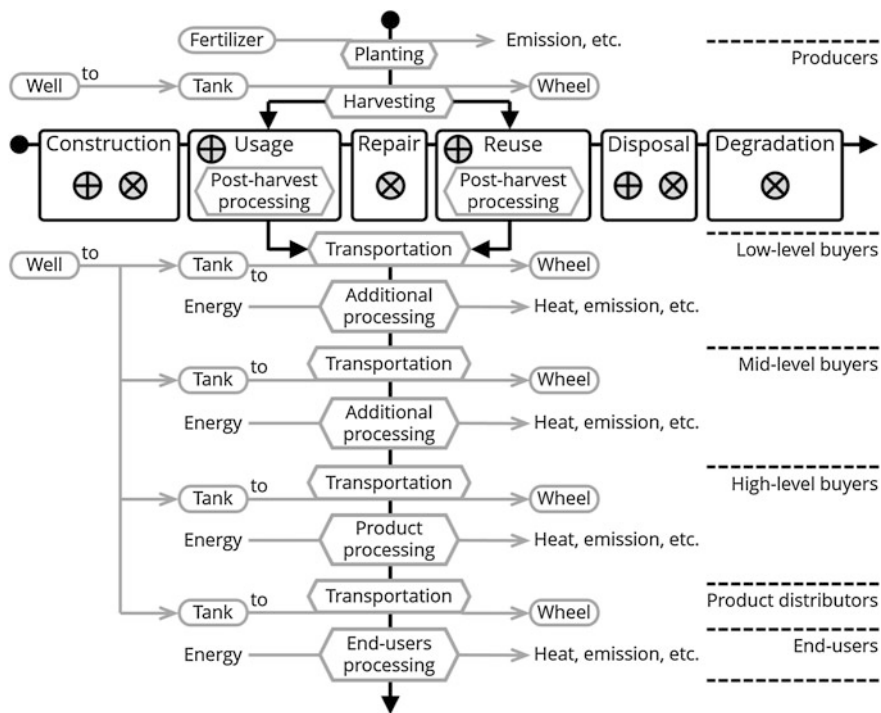 Fertilizer
Emission, etc.
Planting
Producers
Well
to
Tank
Wheel
Harvesting
Construction
Usage
Repair
Reuse
Disposal
Degradation
Post-harvest
processing
Post-harvest
processing
Transportation
Low-level buyers
Well
to
Tank
to
Wheel
Energy
Additional
processing
Heat, emission, etc.
Transportation
Mid-level buyers
Tank
to
Wheel
Energy
Additional
processing
Heat, emission, etc.
Transportation
High-level buyers
Tank
to
Wheel
Energy
Product
processing
Heat, emission, etc.
Transportation
Product distributors
Tank
to
Wheel
End-users
Energy
End-users
processing
Heat, emission, etc.